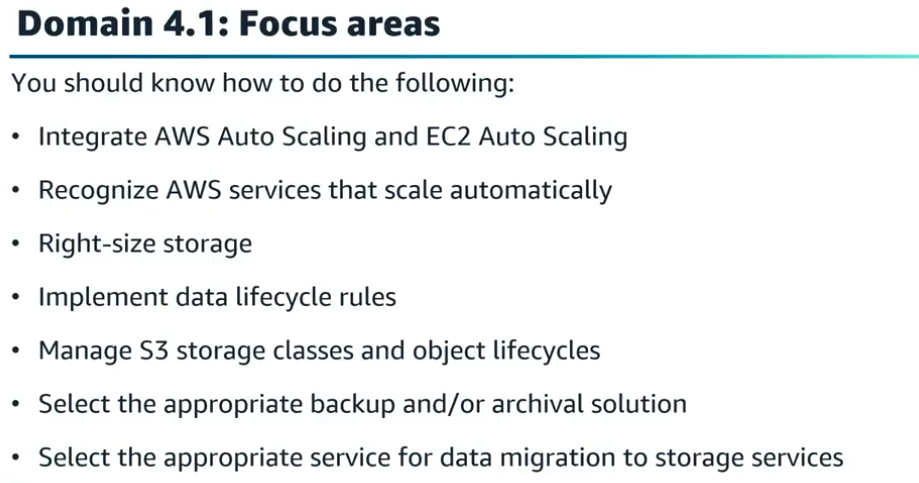 Domain 4.1: Focus areas
You should know how to do the following:
• Integrate AWS Auto Scaling and EC2 Auto Scaling
• Recognize AWS services that scale automatically
• Right-size storage
• Implement data lifecycle rules
• Manage S3 storage classes and object lifecycles
• Select the appropriate backup and/or archival solution
• Select the appropriate service for data migration to storage services